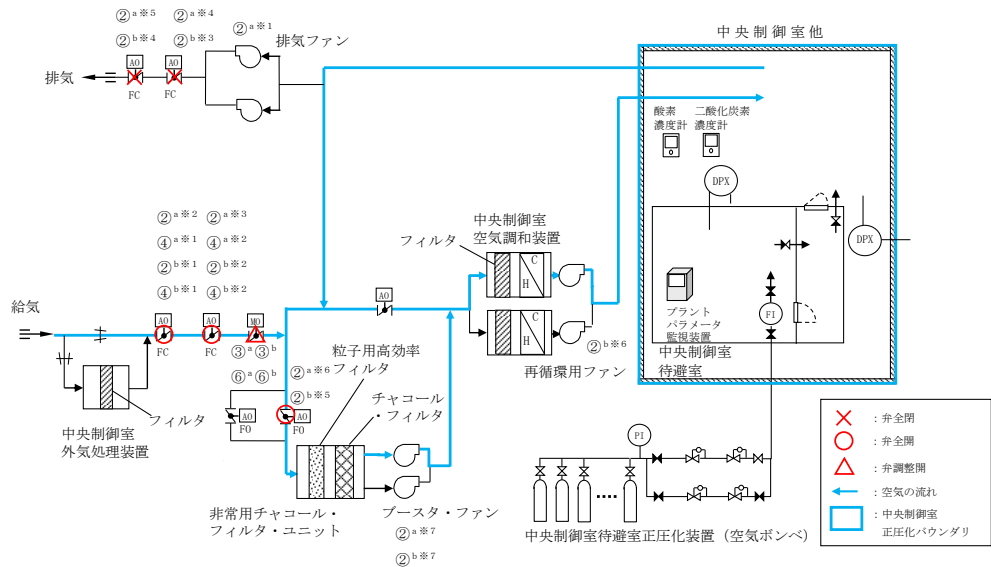 ②a※5 ②a※4
②b※4 ②b※3
②a※1
排気ファン
AO AO
排気
FC FC
中央制御室他
酸素
濃度計
二酸化炭素
濃度計
DPX
DPX
プラント
パラメータ
監視装置
FI
中央制御室
待避室
②a※2 ②a※3
④a※1 ④a※2
②b※1 ②b※2
④b※1 ④b※2
給気
AO AO MO
FC FC
③a ③b
⑥a ⑥b
フィルタ
中央制御室
外気処理装置
AO
フィルタ
中央制御室
空気調和装置
C
H
C
H
②b※6
再循環用ファン
②a※6
②b※5
粒子用高効率
フィルタ
チャコール
・フィルタ
AO
FO
AO
FO
非常用チャコール・
フィルタ・ユニット
ブースタ・ファン
②a※7
②b※7
PI
中央制御室待避室正圧化装置（空気ボンベ）
：弁全閉
：弁全開
：弁調整開
：空気の流れ
：中央制御室
正圧化バウンダリ